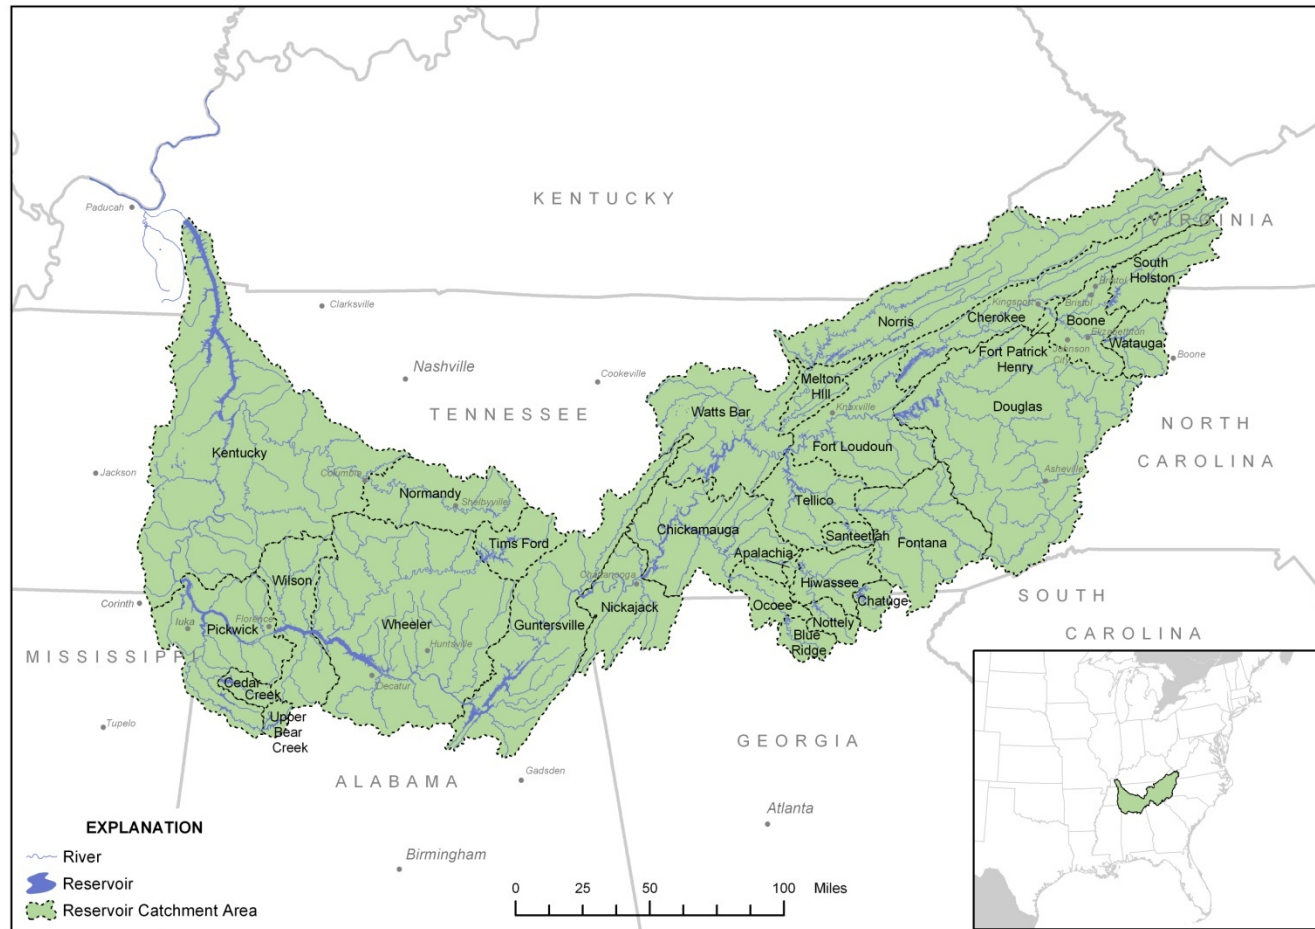 Paducah
KENTUCKY
VIRGINIA
South
Holston
Bristol
Bristol
Kingsport
Clarksville
Norris
Cherokee
Boone
Elizabethton
Watauga
Johnson
City
Boone
Fort Patrick
Henry
Nashville
Cookeville
Melton
Hill
TENNESSEE
Watts Bar
Knoxville
Douglas
NORTH
CAROLINA
Fort Loudoun
Kentucky
Jackson
Columbia
Normandy
Shelbyville
Asheville
Tellico
Chickamauga
Santeetlah
Fontana
Tims Ford
Apalachia
Wilson
Chattanooga
Hiwassee
Chatuge
Corinth
Nickajack
Ocoee
Nottely
Blue
Ridge
SOUTH
CAROLINA
Iuka
Pickwick
Florence
Wheeler
Guntersville
Huntsville
MISSISSIPPI
Cedar
Creek
Decatur
Tupelo
Upper
Bear
Creek
GEORGIA
ALABAMA
Gadsden
Atlanta
Birmingham
EXPLANATION
River
Reservoir
Reservoir Catchment Area
0 25 50 100 Miles